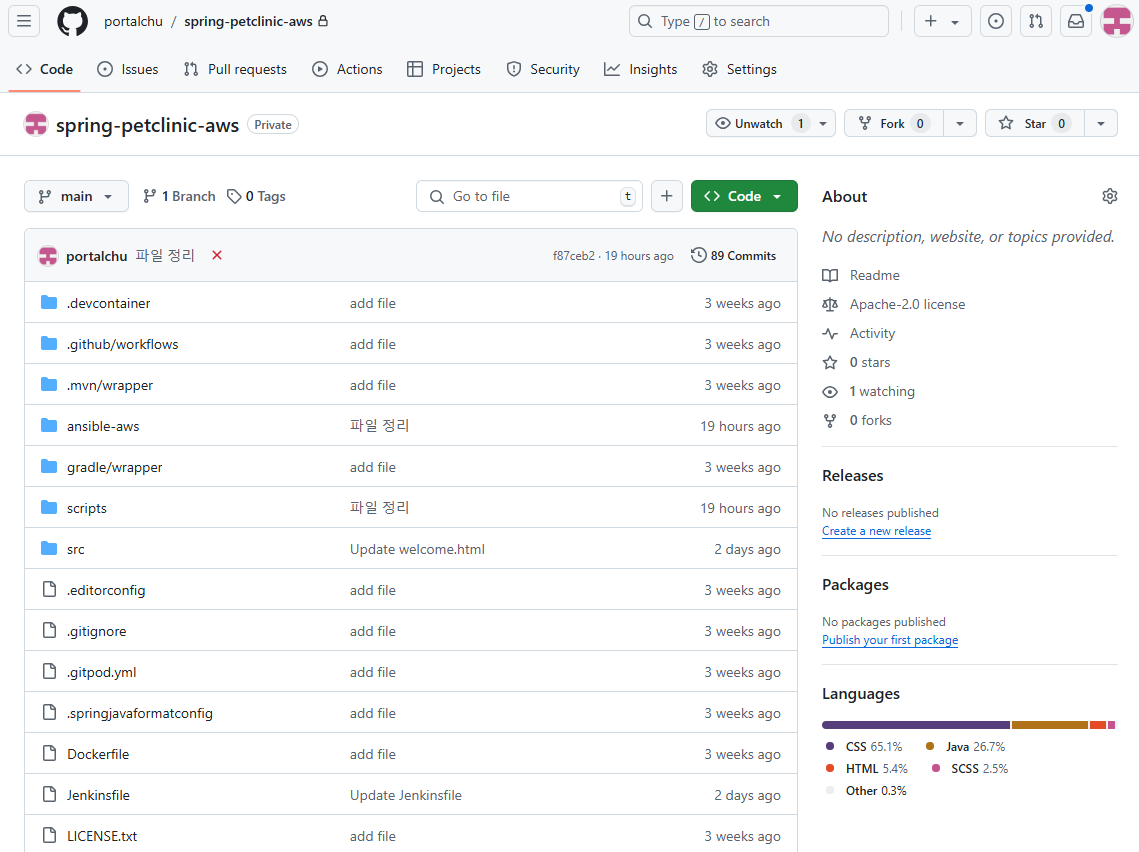 portalchu / spring-petclinic-aws
Type / to search
Code Issues Pull requests Actions Projects Security Insights Settings
spring-petclinic-aws Private
Unwatch 1 Fork 0 Star 0
main 1 Branch 0 Tags Go to file t Code
portalchu 파일 정리 f87ceb2 · 19 hours ago 89 Commits
.devcontainer add file 3 weeks ago
.github/workflows add file 3 weeks ago
.mvn/wrapper add file 3 weeks ago
ansible-aws 파일 정리 19 hours ago
gradle/wrapper add file 3 weeks ago
scripts 파일 정리 19 hours ago
src Update welcome.html 2 days ago
.editorconfig add file 3 weeks ago
.gitignore add file 3 weeks ago
.gitpod.yml add file 3 weeks ago
.springjavaformatconfig add file 3 weeks ago
Dockerfile add file 3 weeks ago
Jenkinsfile Update Jenkinsfile 2 days ago
LICENSE.txt add file 3 weeks ago
About
No description, website, or topics provided.
Readme
Apache-2.0 license
Activity
0 stars
1 watching
0 forks
Releases
No releases published
Create a new release
Packages
No packages published
Publish your first package
Languages
CSS 65.1% Java 26.7%
HTML 5.4% SCSS 2.5%
Other 0.3%